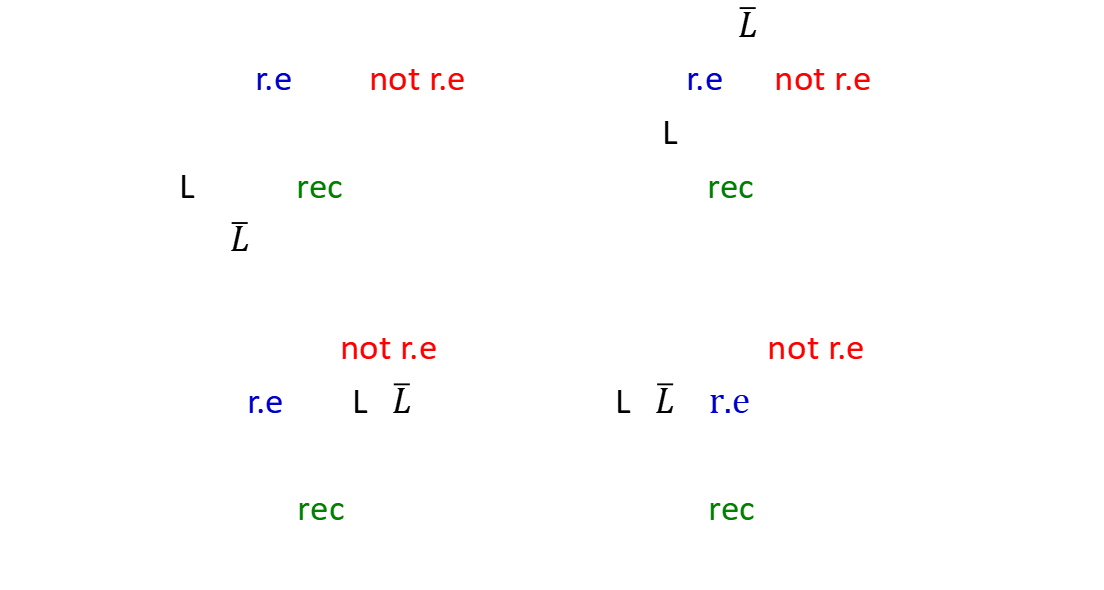 L̅
r.e not r.e r.e not r.e
L
L rec rec
L̅
not r.e not r.e
r.e L L̅ L L̅ r.e
rec rec